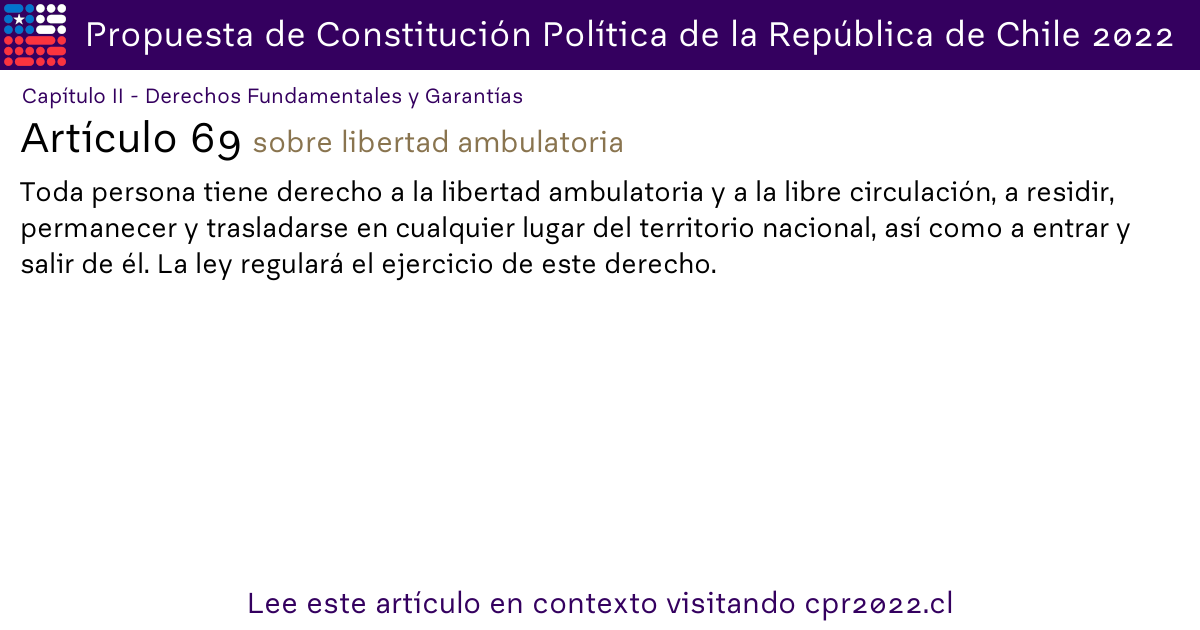 Propuesta de Constitución Política de la República de Chile 2022
Capítulo II - Derechos Fundamentales y Garantías
Artículo 69 sobre libertad ambulatoria
Toda persona tiene derecho a la libertad ambulatoria y a la libre circulación, a residir,
permanecer y trasladarse en cualquier lugar del territorio nacional, así como a entrar y
salir de él. La ley regulará el ejercicio de este derecho.
Lee este artículo en contexto visitando cpr2022.cl